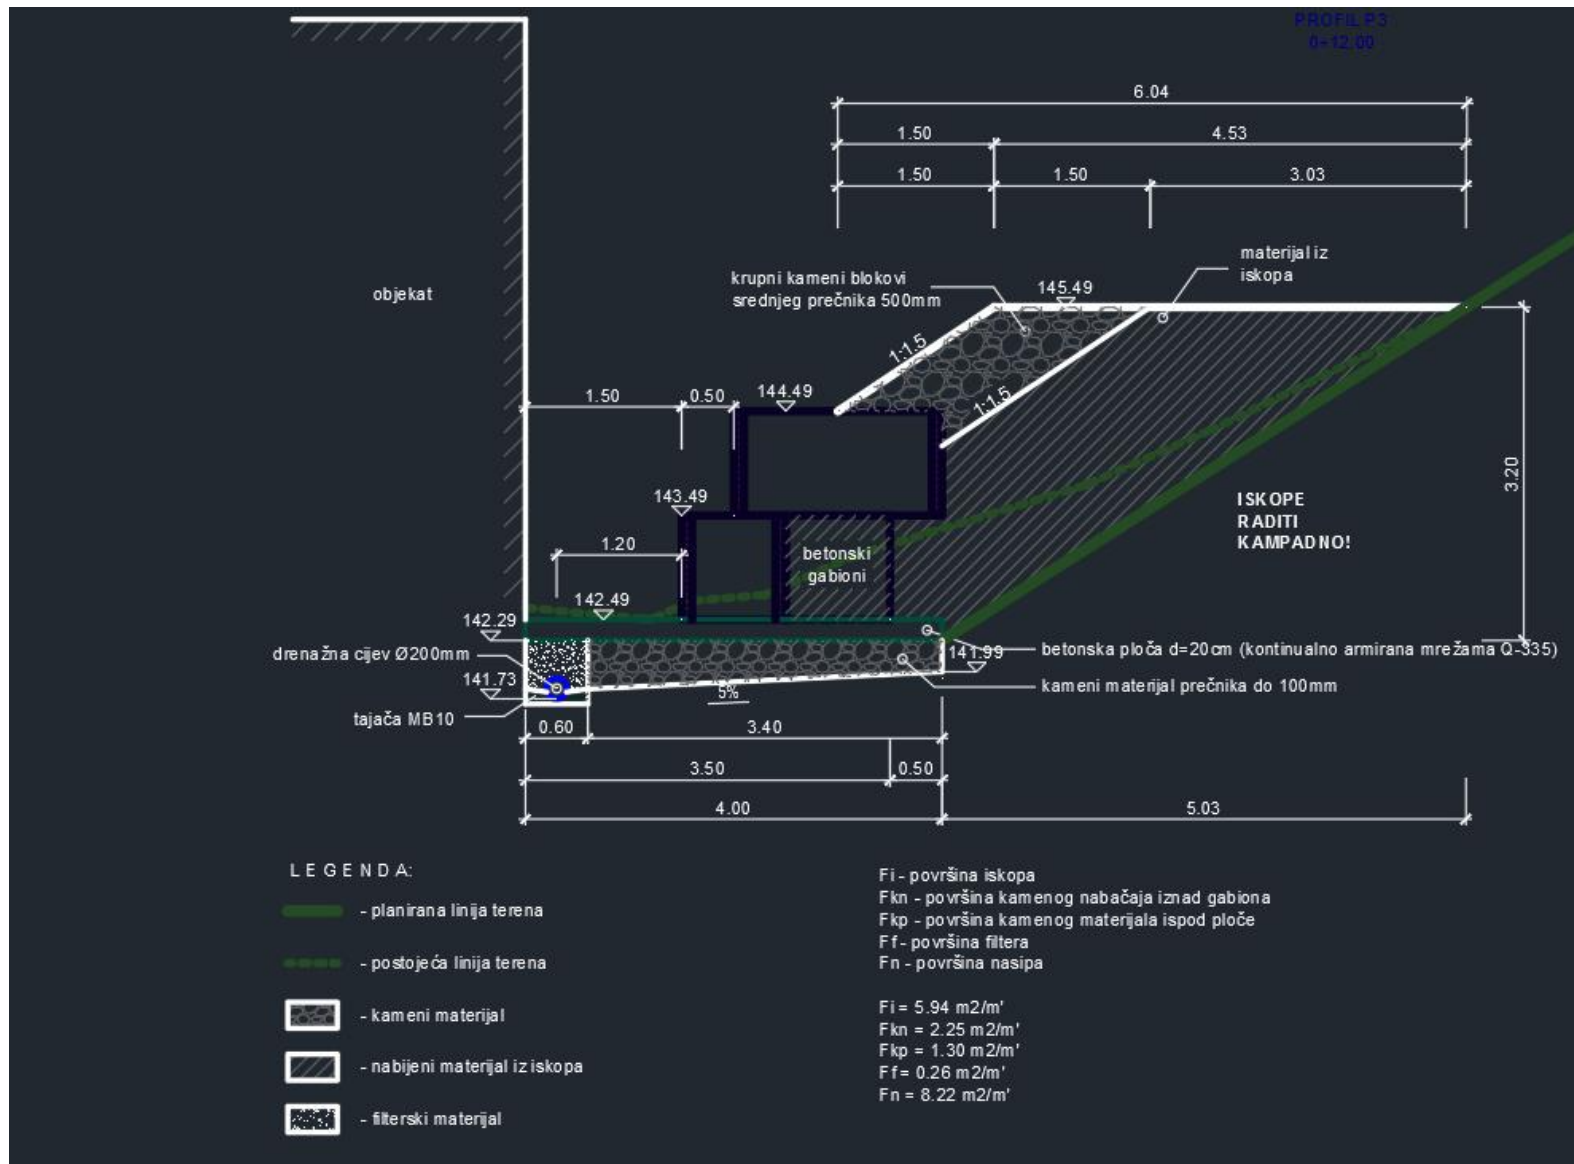 PROFIL P3
0+12.00
6.04
1.50
4.53
1.50
1.50
3.03
materijal iz
iskopa
krupni kameni blokovi
srednjeg prečnika 500mm
145.49
objekat
1:1.5
1:1.5
1.50
0.50
144.49
3.20
143.49
ISKOPE
RADITI
KAMPADNO!
1.20
betonski
gabioni
142.49
142.29
drenažna cijev Ø200mm
141.99
betonska ploča d=20cm (kontinualno armirana mrežama Q-335)
141.73
5%
kameni materijal prečnika do 100mm
tajača MB10
0.60
3.40
3.50
0.50
4.00
5.03
LEGENDA:
- planirana linija terena
- postojeća linija terena
- kameni materijal
- nabijeni materijal iz iskopa
- filterski materijal
Fi - površina iskopa
Fkn - površina kamenog nabačaja iznad gabiona
Fkp - površina kamenog materijala ispod ploče
Ff - površina filtera
Fn - površina nasipa
Fi = 5.94 m2/m'
Fkn = 2.25 m2/m'
Fkp = 1.30 m2/m'
Ff = 0.26 m2/m'
Fn = 8.22 m2/m'